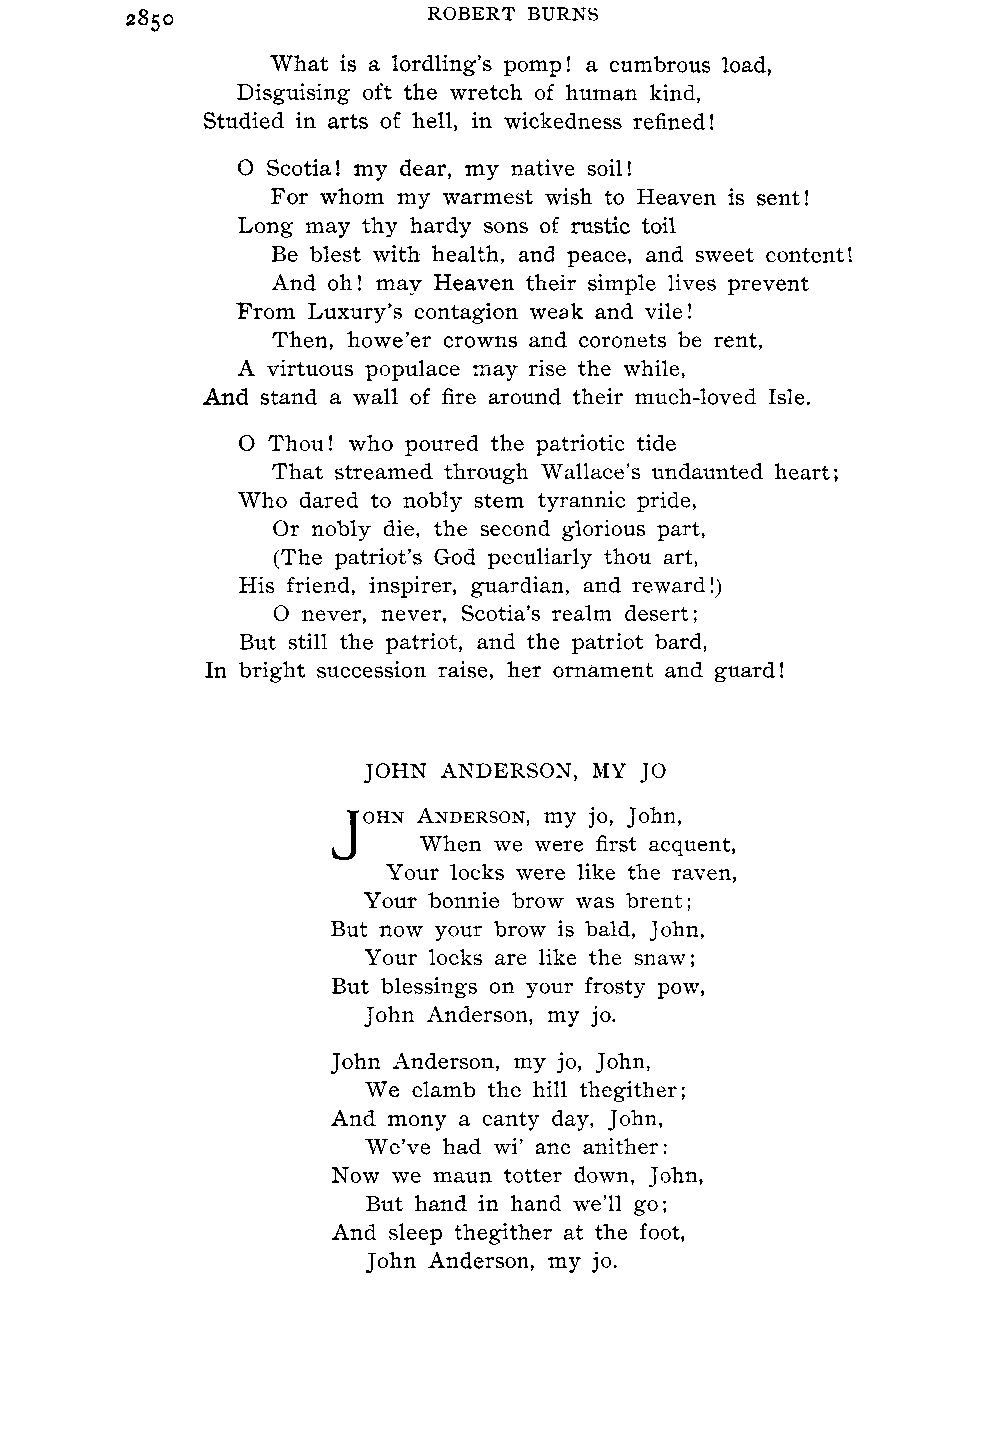 2850
ROBERT BURNS
What is a lordling's pomp! a cumbrous load,
Disguising oft the wretch of human kind,
Studied in arts of hell, in wickedness refined!
O Scotia! my dear, my native soil!
For whom my warmest wish to Heaven is sent!
Long may thy hardy sons of rustic toil
Be blest with health, and peace, and sweet content!
And oh! may Heaven their simple lives prevent
From Luxury's contagion weak and vile!
Then, howe'er crowns and coronets be rent,
A virtuous populace may rise the while,
And stand a wall of fire around their much-loved Isle.
O Thou! who poured the patriotic tide
That streamed through Wallace's undaunted heart;
Who dared to nobly stem tyrannic pride,
Or nobly die, the second glorious part,
(The patriot's God peculiarly thou art,
His friend, inspirer, guardian, and reward!)
O never, never, Scotia's realm desert;
But still the patriot, and the patriot bard,
In bright succession raise, her ornament and guard!
JOHN ANDERSON, MY JO
JOHN ANDERSON, my jo, John,
When we were first acquent,
Your locks were like the raven,
Your bonnie brow was brent;
But now your brow is bald, John,
Your locks are like the snaw;
But blessings on your frosty pow,
John Anderson, my jo.
John Anderson, my jo, John,
We clamb the hill thegither;
And mony a canty day, John,
We've had wi' ane anither:
Now we maun totter down, John,
But hand in hand we'll go;
And sleep thegither at the foot,
John Anderson, my jo.